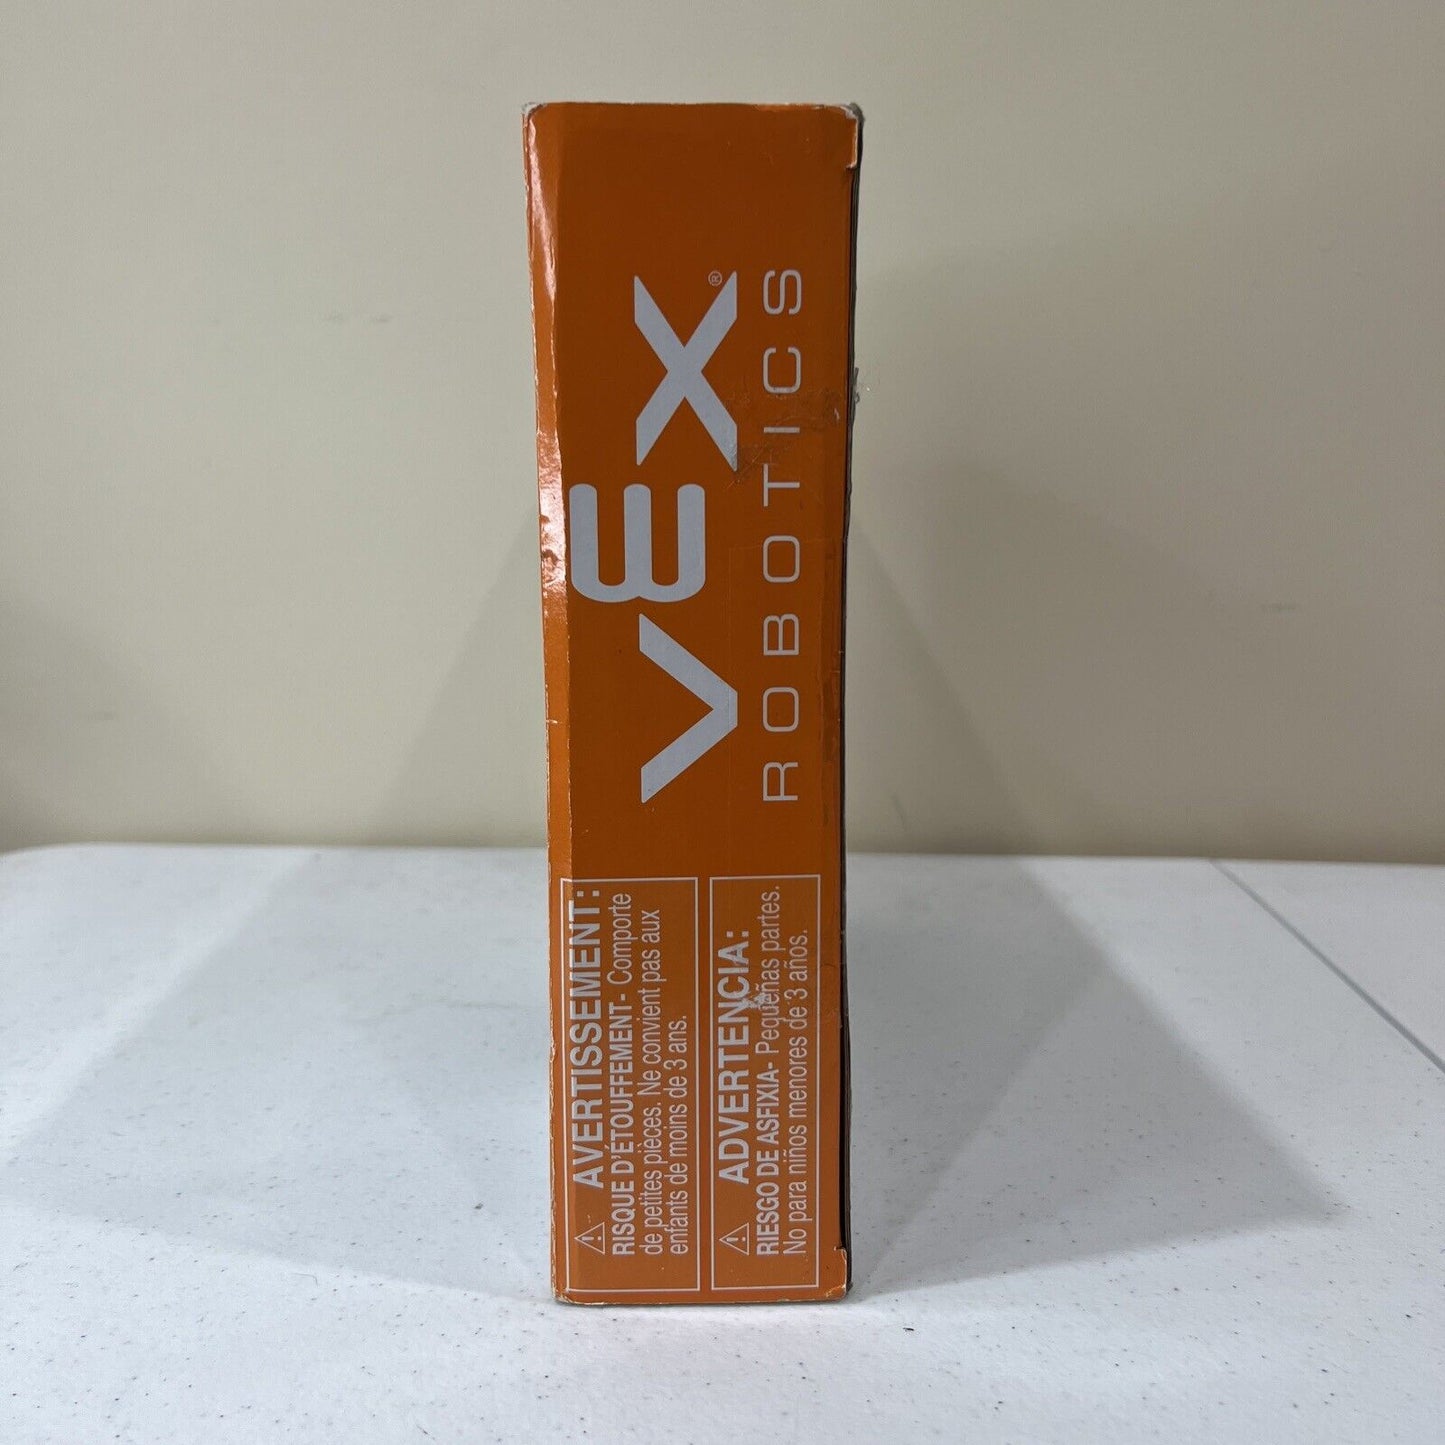 VEX®
ROBOTICS
⚠ AVERTISSEMENT:
RISQUE D'ÉTOUFFEMENT- Comporte
de petites pièces. Ne convient pas aux
enfants de moins de 3 ans.
⚠ ADVERTENCIA:
RIESGO DE ASFIXIA- Pequeñas partes.
No para niños menores de 3 años.